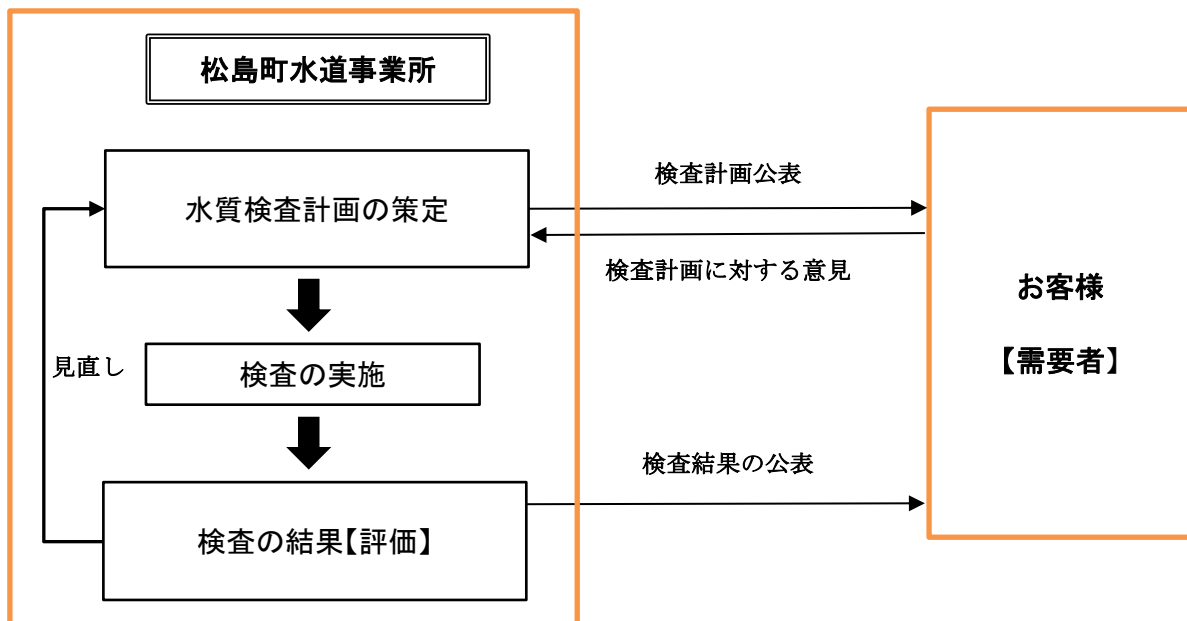 松島町水道事業所
水質検査計画の策定
検査計画公表
検査計画に対する意見
お客様
【需要者】
見直し
検査の実施
検査結果の公表
検査の結果【評価】